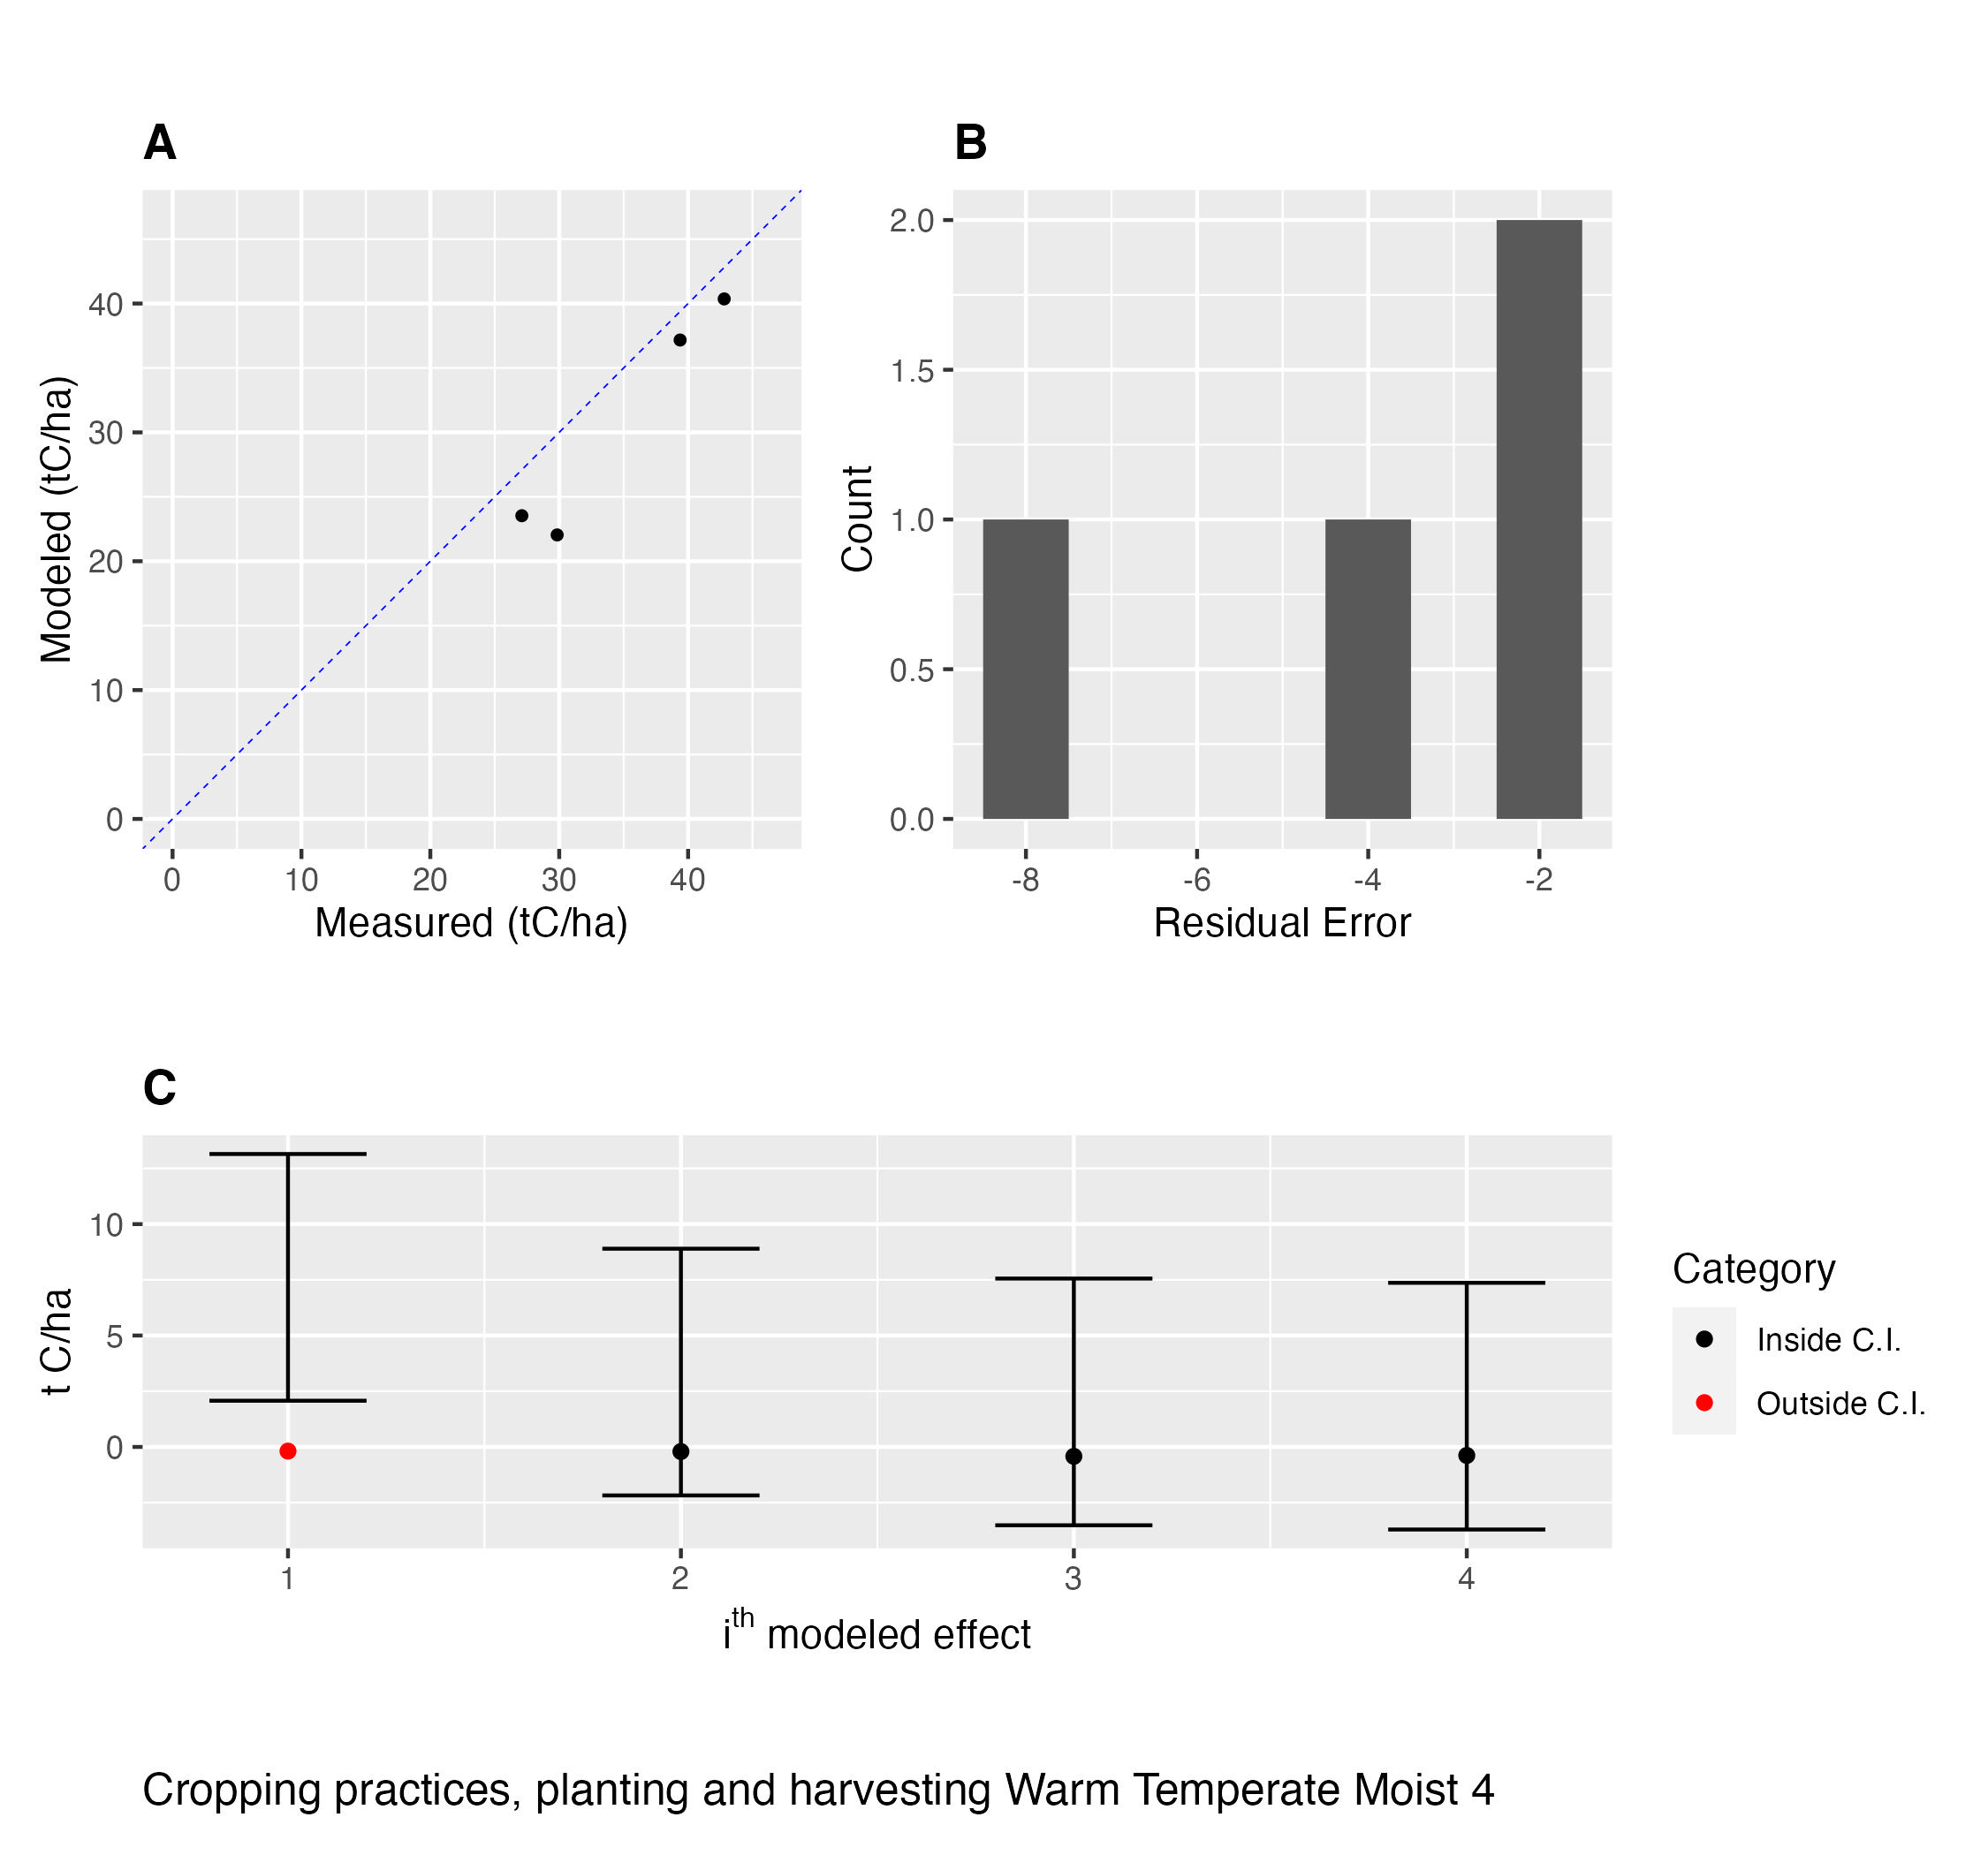 A
Modeled (tC/ha)
40
30
20
10
0
0 10 20 30 40
Measured (tC/ha)
B
Count
2.0
1.5
1.0
0.5
0.0
-8 -6 -4 -2
Residual Error
C
t C/ha
10
5
0
1 2 3 4
i^th modeled effect
Category
Inside C.I.
Outside C.I.
Cropping practices, planting and harvesting Warm Temperate Moist 4